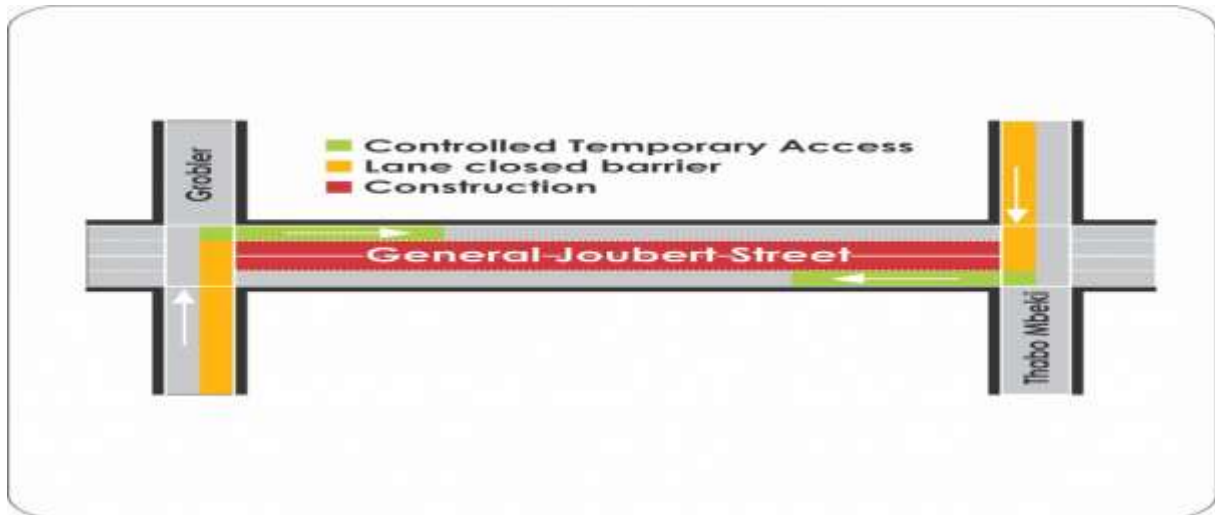 Grobler
Controlled Temporary Access
Lane closed barrier
Construction
General Joubert Street
Thabo Mbeki